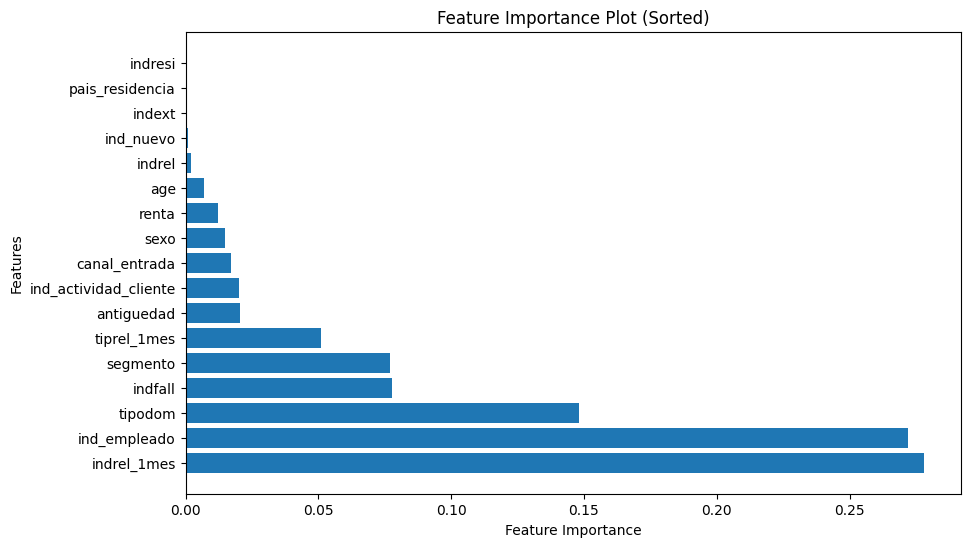 Feature Importance Plot (Sorted)
Features
indresi
pais_residencia
indext
ind_nuevo
indrel
age
renta
sexo
canal_entrada
ind_actividad_cliente
antiguedad
tiprel_1mes
segmento
indfall
tipodom
ind_empleado
indrel_1mes
0.00 0.05 0.10 0.15 0.20 0.25
Feature Importance